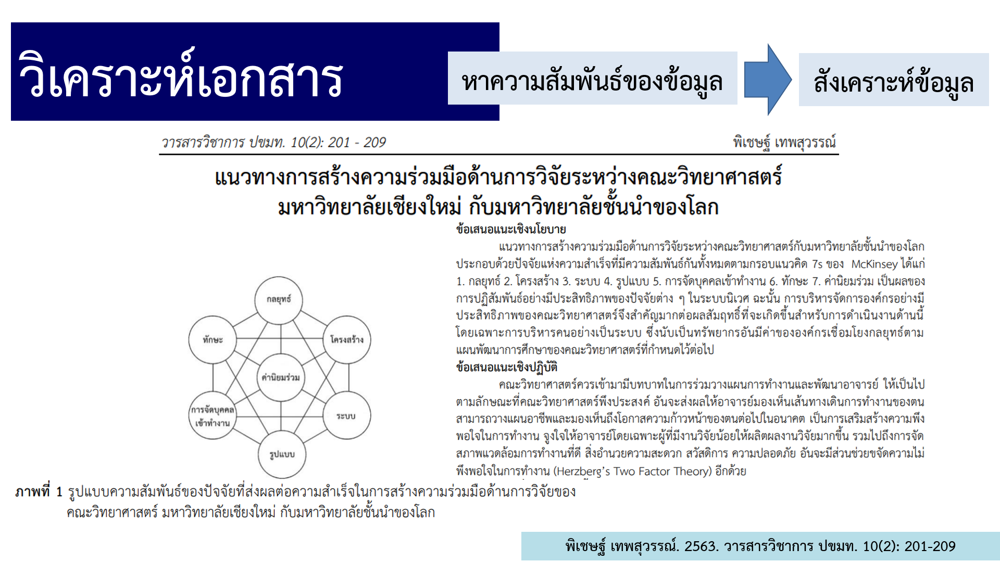 วิเคราะห์เอกสาร
หาความสัมพันธ์ของข้อมูล
สังเคราะห์ข้อมูล
วารสารวิชาการ ปขมท. 10(2): 201 - 209
พิเชษฐ์ เทพสุวรรณ์
แนวทางการสร้างความร่วมมือด้านการวิจัยระหว่างคณะวิทยาศาสตร์
มหาวิทยาลัยเชียงใหม่ กับมหาวิทยาลัยชั้นนำของโลก
กลยุทธ์
ทักษะ
โครงสร้าง
ค่านิยมร่วม
การจัดบุคคล
เข้าทำงาน
ระบบ
รูปแบบ
ข้อเสนอแนะเชิงนโยบาย
แนวทางการสร้างความร่วมมือด้านการวิจัยระหว่างคณะวิทยาศาสตร์กับมหาวิทยาลัยชั้นนำของโลก
ประกอบด้วยปัจจัยแห่งความสำเร็จที่มีความสัมพันธ์กันทั้งหมดตามกรอบแนวคิด 7s ของ McKinsey ได้แก่
1. กลยุทธ์ 2. โครงสร้าง 3. ระบบ 4. รูปแบบ 5. การจัดบุคคลเข้าทำงาน 6. ทักษะ 7. ค่านิยมร่วม เป็นผลของ
การปฏิสัมพันธ์อย่างมีประสิทธิภาพของปัจจัยต่าง ๆ ในระบบนิเวศ ฉะนั้น การบริหารจัดการองค์กรอย่างมี
ประสิทธิภาพของคณะวิทยาศาสตร์จึงสำคัญมากต่อผลสัมฤทธิ์ที่จะเกิดขึ้นสำหรับการดำเนินงานด้านนี้
โดยเฉพาะการบริหารคนอย่างเป็นระบบ ซึ่งนับเป็นทรัพยากรอันมีค่าขององค์กรเชื่อมโยงกลยุทธ์ตาม
แผนพัฒนาการศึกษาของคณะวิทยาศาสตร์ที่กำหนดไว้ต่อไป
ข้อเสนอแนะเชิงปฏิบัติ
คณะวิทยาศาสตร์ควรเข้ามามีบทบาทในการร่วมวางแผนการทำงานและพัฒนาอาจารย์ ให้เป็นไป
ตามลักษณะที่คณะวิทยาศาสตร์พึงประสงค์ อันจะส่งผลให้อาจารย์มองเห็นเส้นทางเดินการทำงานของตน
สามารถวางแผนอาชีพและมองเห็นถึงโอกาสความก้าวหน้าของตนต่อไปในอนาคต เป็นการเสริมสร้างความพึง
พอใจในการทำงาน จูงใจให้อาจารย์โดยเฉพาะผู้ที่มีงานวิจัยน้อยให้ผลิตผลงานวิจัยมากขึ้น รวมไปถึงการจัด
สภาพแวดล้อมการทำงานที่ดี สิ่งอำนวยความสะดวก สวัสดิการ ความปลอดภัย อันจะมีส่วนช่วยขจัดความไม่
พึงพอใจในการทำงาน (Herzberg's Two Factor Theory) อีกด้วย
ภาพที่ 1 รูปแบบความสัมพันธ์ของปัจจัยที่ส่งผลต่อความสำเร็จในการสร้างความร่วมมือด้านการวิจัยของ
คณะวิทยาศาสตร์ มหาวิทยาลัยเชียงใหม่ กับมหาวิทยาลัยชั้นนำของโลก
พิเชษฐ์ เทพสุวรรณ์. 2563. วารสารวิชาการ ปขมท. 10(2): 201-209